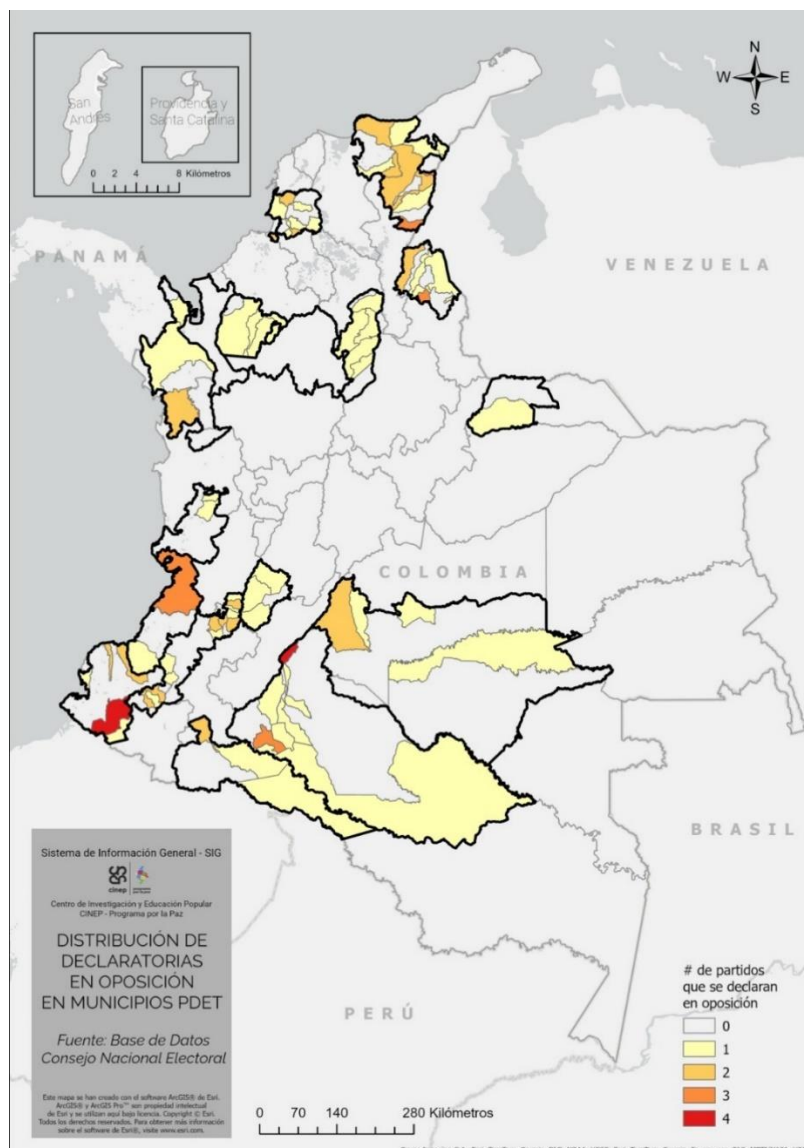 San
Andrés
Providencia y
Santa Catalina
0 2 4 8 Kilómetros
N
W E
S
PANAMÁ
VENEZUELA
COLOMBIA
BRASIL
PERÚ
Sistema de Información General - SIG
cinep
Centro de Investigación y Educación Popular
CINEP - Programa por la Paz
DISTRIBUCIÓN DE
DECLARATORIAS
EN OPOSICIÓN
EN MUNICIPIOS PDET
Fuente: Base de Datos
Consejo Nacional Electoral
Este mapa se han creado con el software ArcGIS® de Esri.
ArcGIS® y ArcGIS Pro™ son propiedad intelectual
de Esri y se utilizan aquí bajo licencia. Copyright © Esri.
Todos los derechos reservados. Para obtener más información
sobre el software de Esri®, visite www.esri.com.
0 70 140 280 Kilómetros
# de partidos
que se declaran
en oposición
0
1
2
3
4